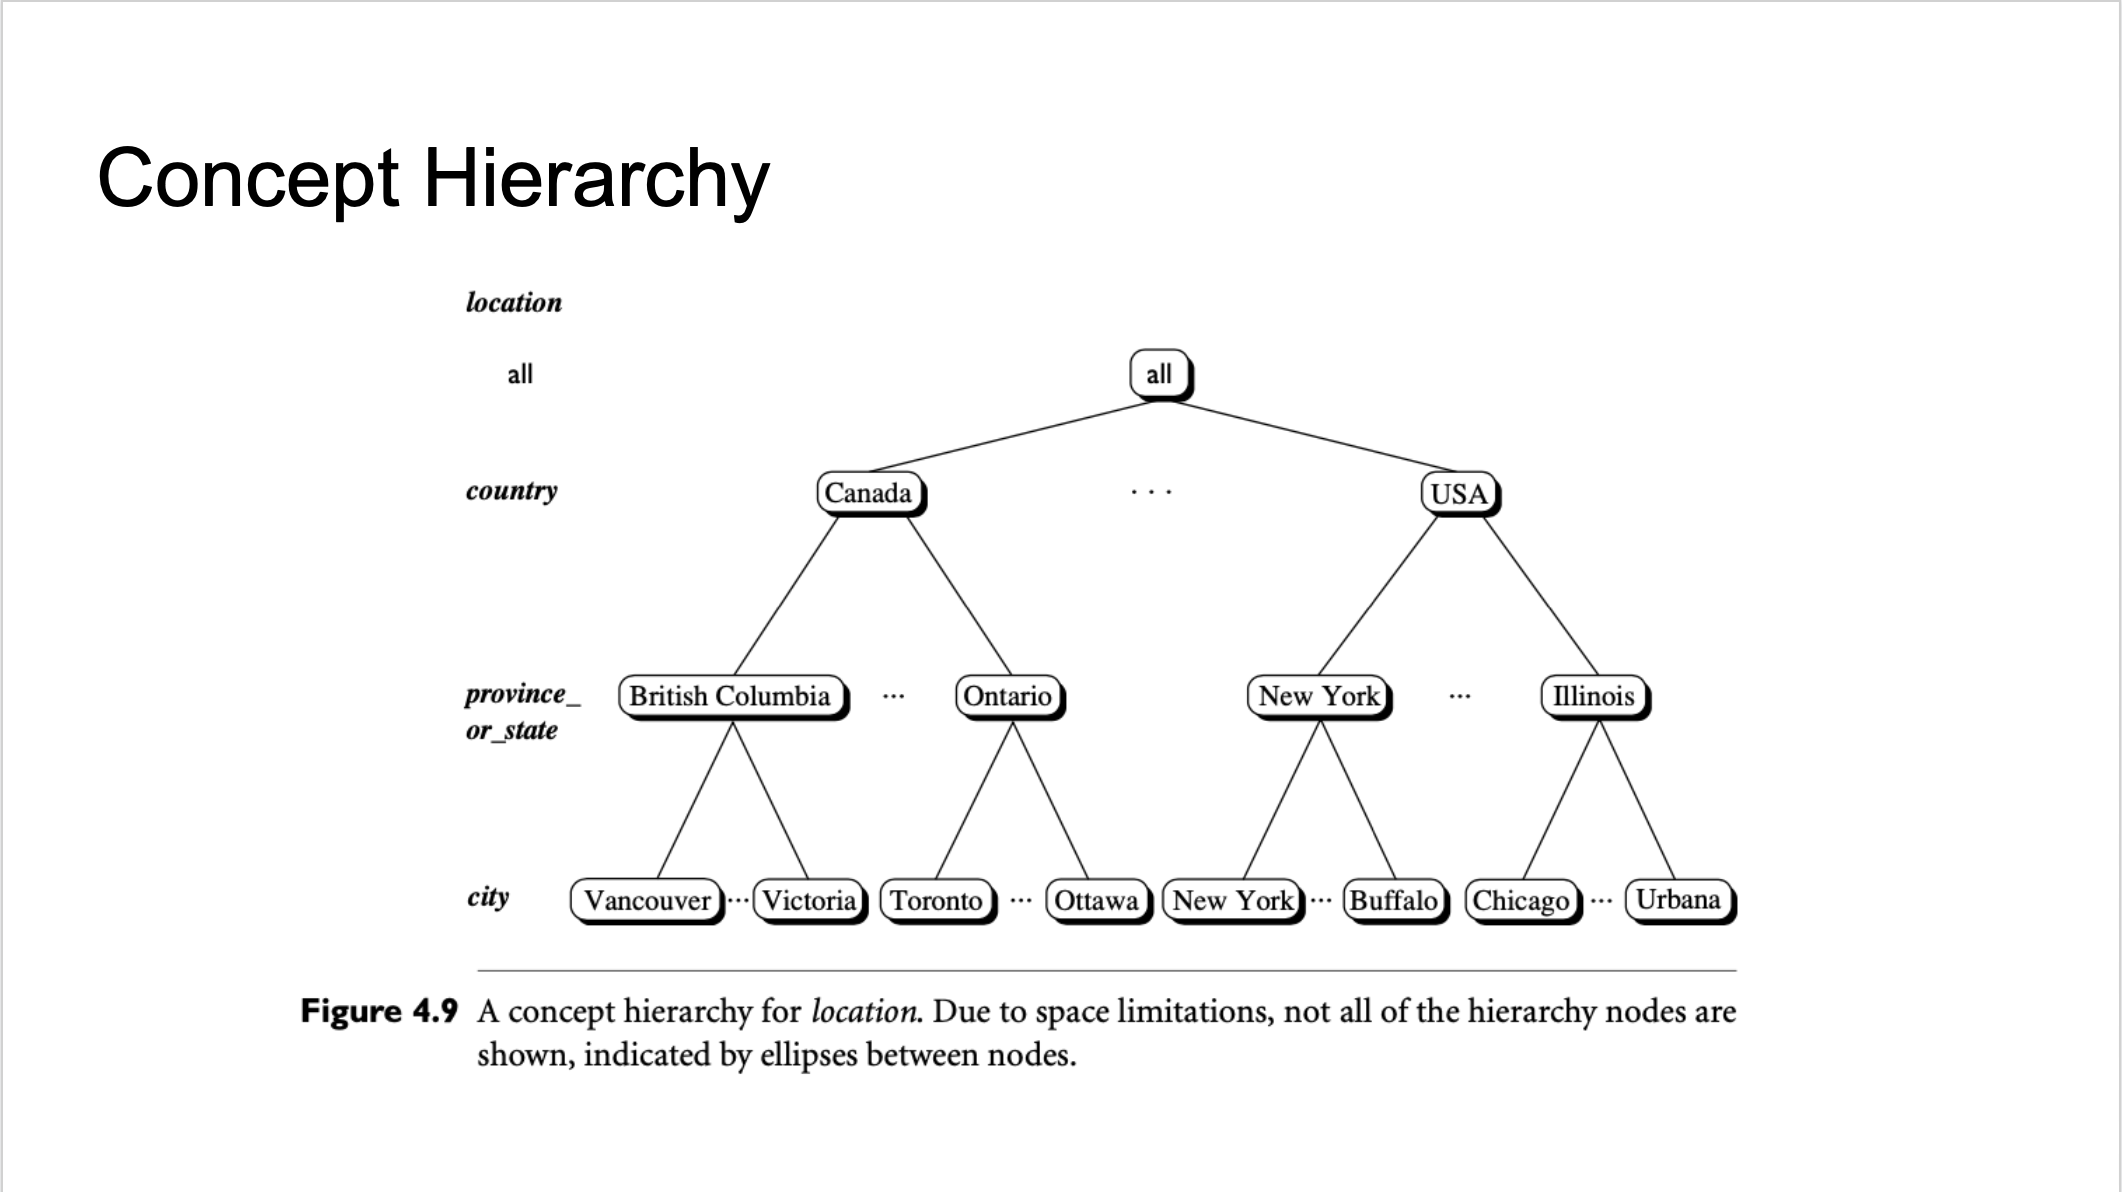 Concept Hierarchy
location
all all
country Canada . . . USA
province_ British Columbia ... Ontario New York ... Illinois
or_state
city Vancouver ... Victoria Toronto ... Ottawa New York ... Buffalo Chicago ... Urbana
Figure 4.9 A concept hierarchy for location. Due to space limitations, not all of the hierarchy nodes are
shown, indicated by ellipses between nodes.